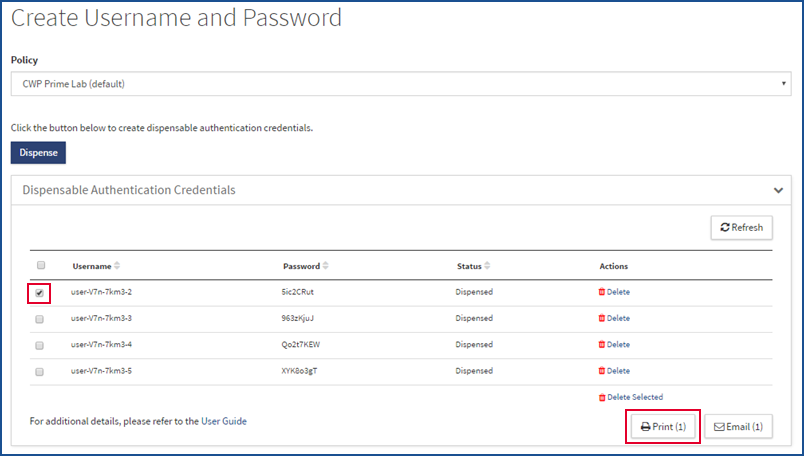 Create Username and Password
Policy
CWP Prime Lab (default)
Click the button below to create dispensable authentication credentials.
Dispense
Dispensable Authentication Credentials
Refresh
Username Password Status Actions
user-V7n-7km3-2 5ic2CRut Dispensed Delete
user-V7n-7km3-3 963zKjuJ Dispensed Delete
user-V7n-7km3-4 Qo2t7KEW Dispensed Delete
user-V7n-7km3-5 XYK8o3gT Dispensed Delete
Delete Selected
For additional details, please refer to the User Guide
Print (1) Email (1)